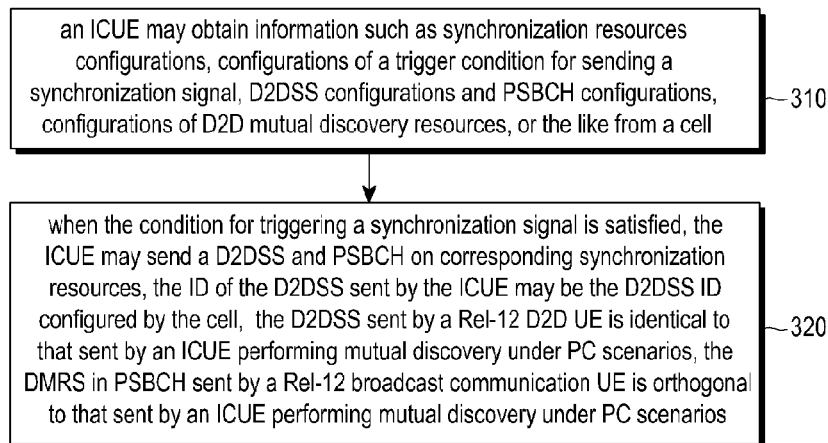 an ICUE may obtain information such as synchronization resources
configurations, configurations of a trigger condition for sending a
synchronization signal, D2DSS configurations and PSBCH configurations,
configurations of D2D mutual discovery resources, or the like from a cell
310
when the condition for triggering a synchronization signal is satisfied, the
ICUE may send a D2DSS and PSBCH on corresponding synchronization
resources, the ID of the D2DSS sent by the ICUE may be the D2DSS ID
configured by the cell, the D2DSS sent by a Rel-12 D2D UE is identical to
that sent by an ICUE performing mutual discovery under PC scenarios, the
DMRS in PSBCH sent by a Rel-12 broadcast communication UE is orthogonal
to that sent by an ICUE performing mutual discovery under PC scenarios
320